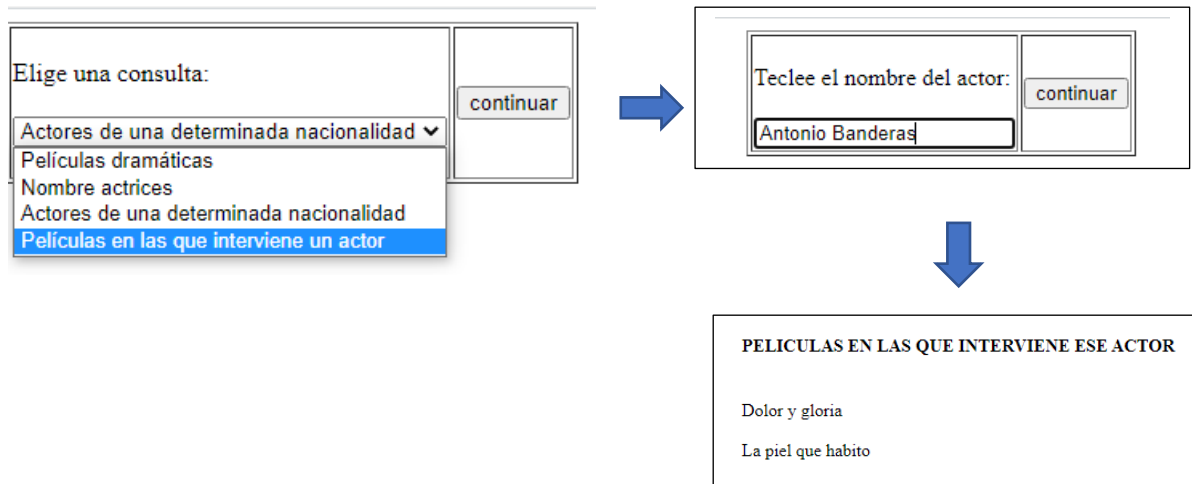 Elige una consulta:
continuar
Actores de una determinada nacionalidad
Películas dramáticas
Nombre actrices
Actores de una determinada nacionalidad
Películas en las que interviene un actor
Teclee el nombre del actor:
continuar
Antonio Banderas
PELICULAS EN LAS QUE INTERVIENE ESE ACTOR
Dolor y gloria
La piel que habito